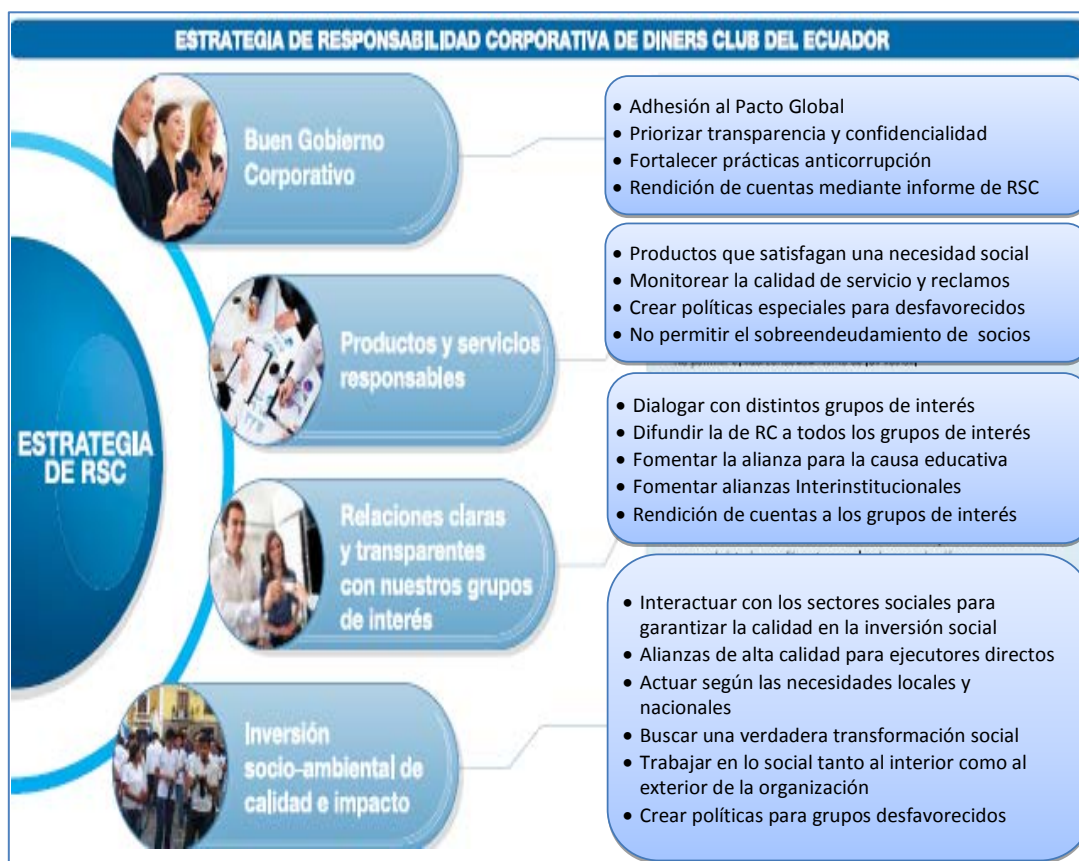 ESTRATEGIA DE RESPONSABILIDAD CORPORATIVA DE DINERS CLUB DEL ECUADOR
ESTRATEGIA
DE RSC
Buen Gobierno
Corporativo
• Adhesión al Pacto Global
• Priorizar transparencia y confidencialidad
• Fortalecer prácticas anticorrupción
• Rendición de cuentas mediante informe de RSC
Productos y servicios
responsables
• Productos que satisfagan una necesidad social
• Monitorear la calidad de servicio y reclamos
• Crear políticas especiales para desfavorecidos
• No permitir el sobreendeudamiento de socios
Relaciones claras
y transparentes
con nuestros grupos
de interés
• Dialogar con distintos grupos de interés
• Difundir la de RC a todos los grupos de interés
• Fomentar la alianza para la causa educativa
• Fomentar alianzas Interinstitucionales
• Rendición de cuentas a los grupos de interés
Inversión
socio-ambiental de
calidad e impacto
• Interactuar con los sectores sociales para
garantizar la calidad en la inversión social
• Alianzas de alta calidad para ejecutores directos
• Actuar según las necesidades locales y
nacionales
• Buscar una verdadera transformación social
• Trabajar en lo social tanto al interior como al
exterior de la organización
• Crear políticas para grupos desfavorecidos